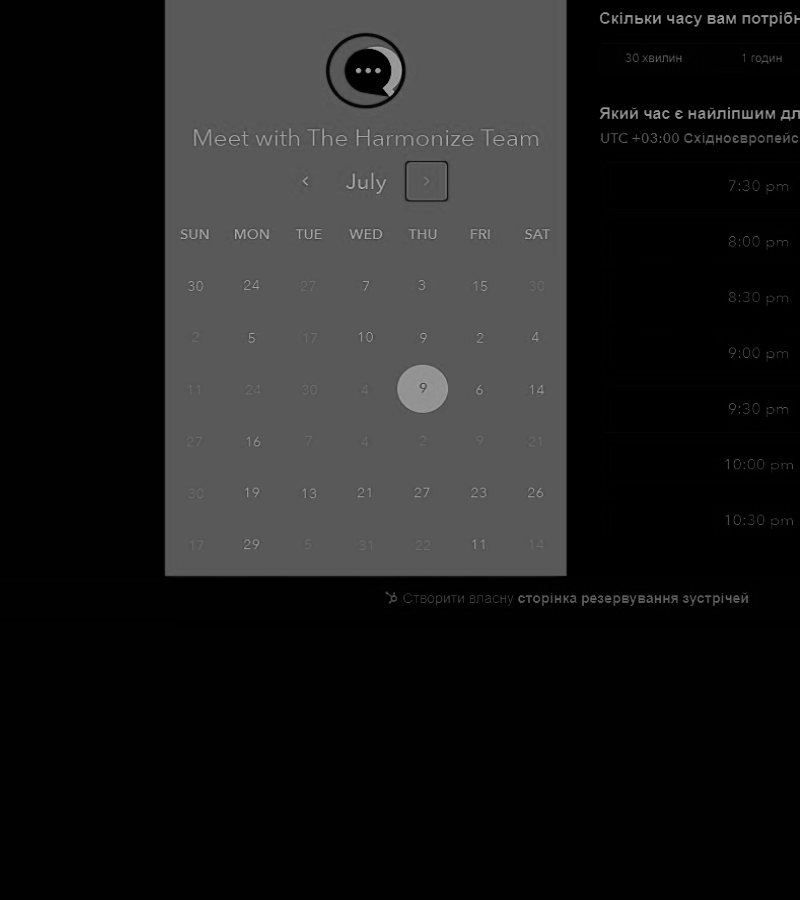 Meet with The Harmonize Team
July
SUN MON TUE WED THU FRI SAT
30 24 27 7 3 15 30
2 5 17 10 9 2 4
11 24 30 4 9 6 14
27 16 7 4 2 9 21
30 19 13 21 27 23 26
17 29 5 31 22 11 14
Скільки часу вам потрібн
30 хвилин 1 годин
Який час є найліпшим дл
UTC +03:00 Східноєвропейс
7:30 pm
8:00 pm
8:30 pm
9:00 pm
9:30 pm
10:00 pm
10:30 pm
Створити власну сторінка резервування зустрічей